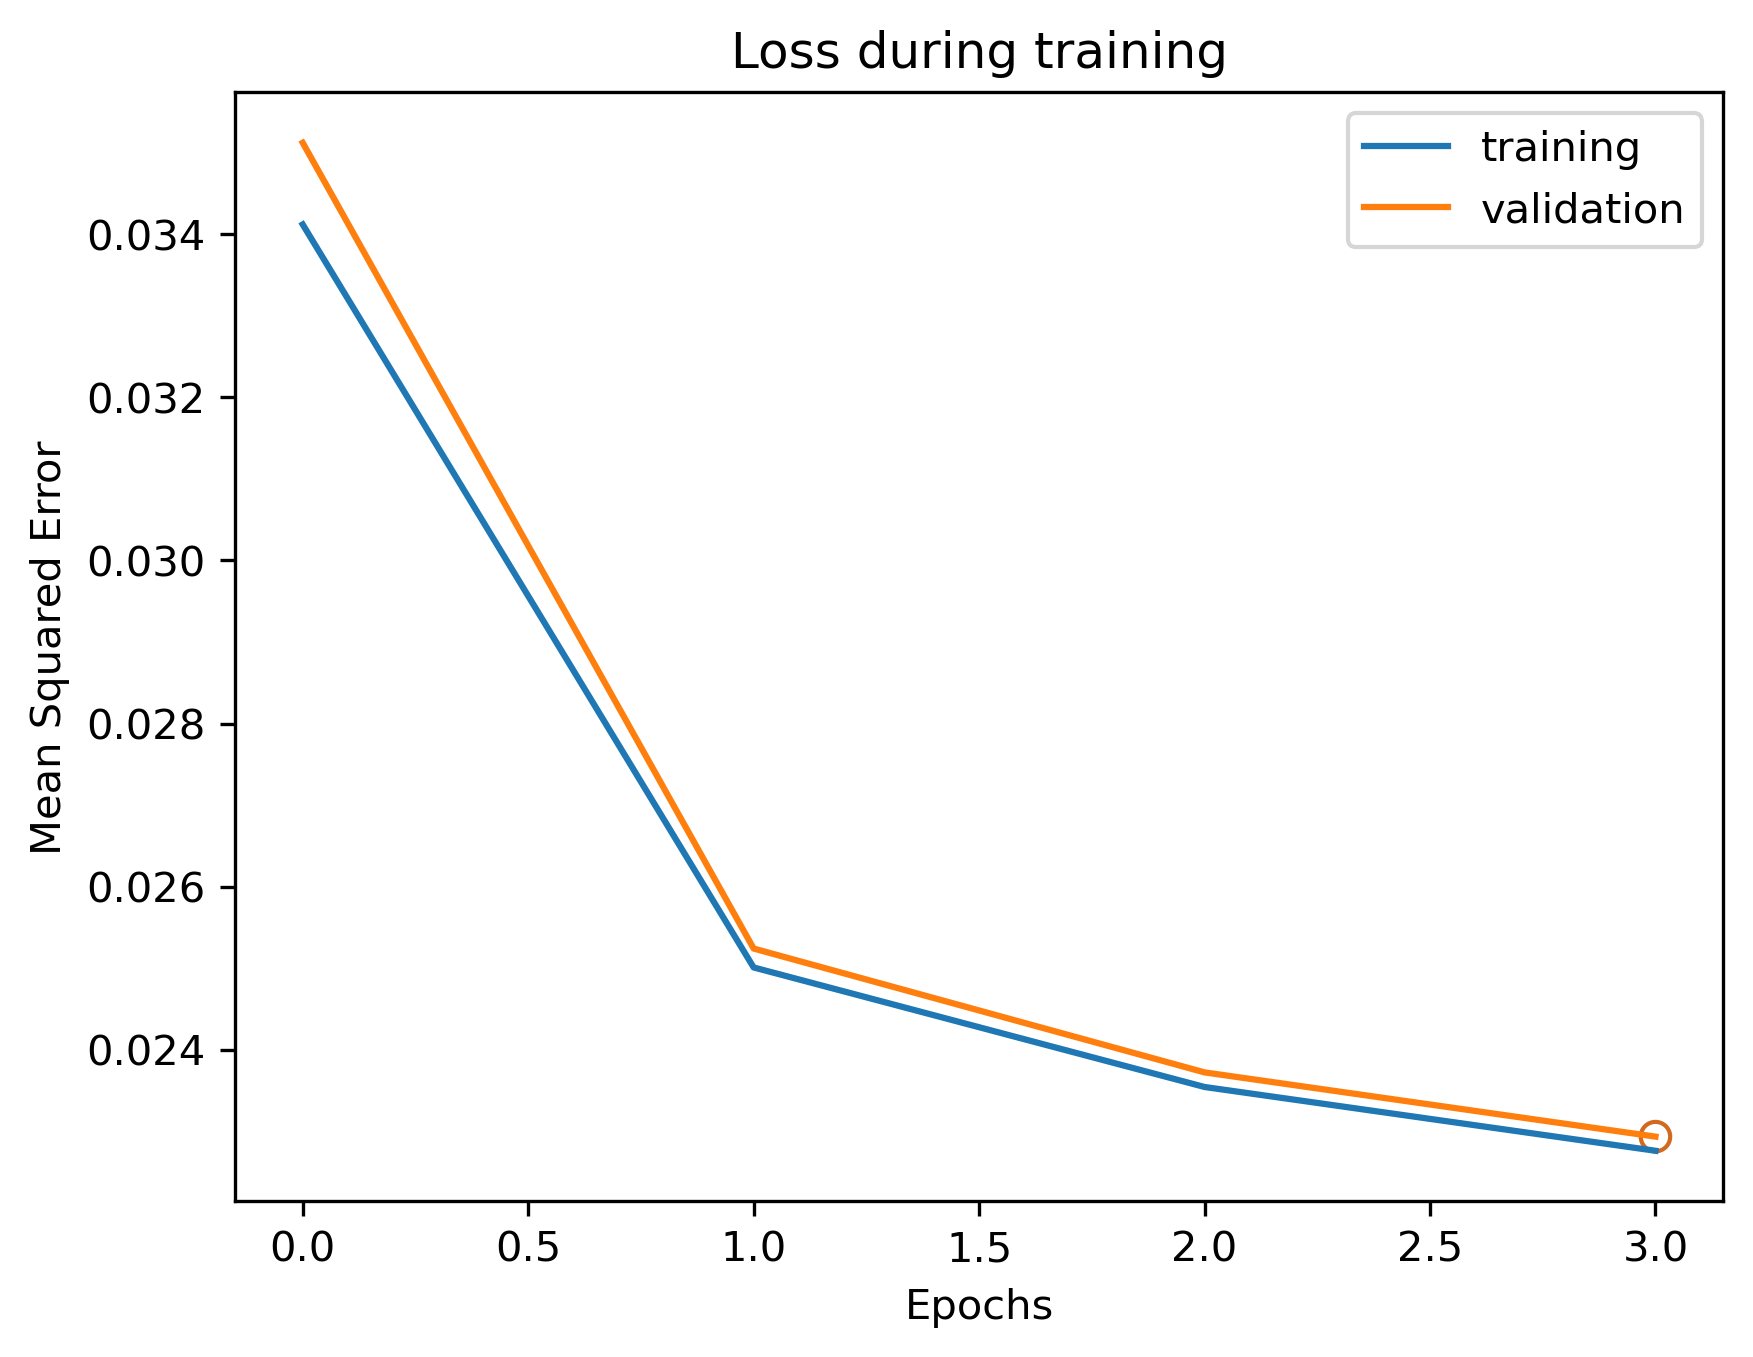 Loss during training
training
validation
Mean Squared Error
0.034
0.032
0.030
0.028
0.026
0.024
0.0 0.5 1.0 1.5 2.0 2.5 3.0
Epochs